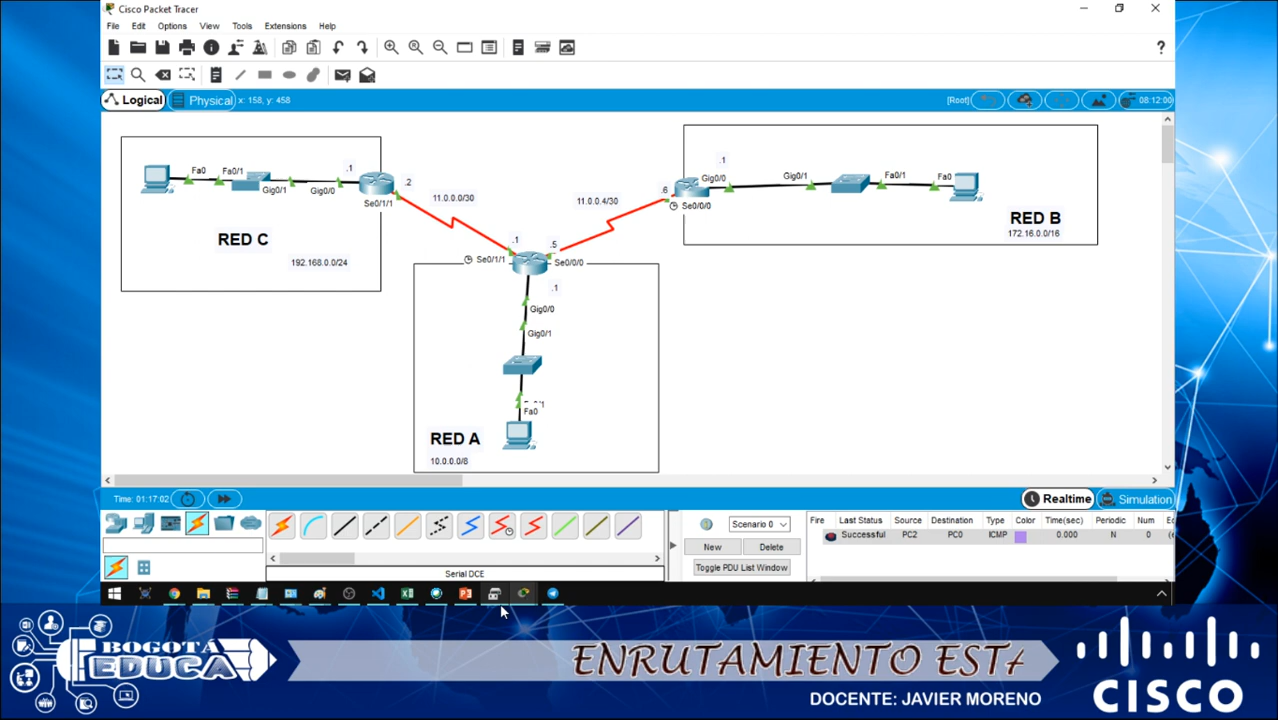 Cisco Packet Tracer
File Edit Options View Tools Extensions Help
?
Logical Physical x: 158, y: 458 [Root] 08:12:00
Fa0 Fa0/1 Gig0/1 Gig0/0 .1 .2 Se0/1/1
RED C
192.168.0.0/24
11.0.0.0/30
11.0.0.4/30
.6 .1 Gig0/0 Se0/0/0 Gig0/1 Fa0/1 Fa0
RED B
172.16.0.0/16
.1 .5
Se0/1/1 Se0/0/0
.1
Gig0/0
Gig0/1
Fa0
RED A
10.0.0.0/8
Time: 01:17:02 Realtime Simulation
Scenario 0
New Delete
Toggle PDU List Window
Fire Last Status Source Destination Type Color Time(sec) Periodic Num
Successful PC2 PC0 ICMP 0.000 N 0
Serial DCE
BOGOTÁ
EDUCA
ENRUTAMIENTO ESTA
DOCENTE: JAVIER MORENO
CISCO